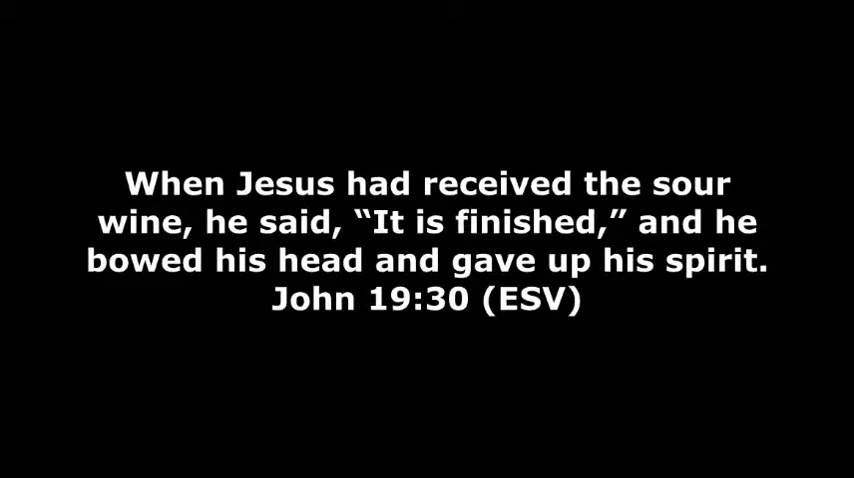 When Jesus had received the sour
wine, he said, “It is finished,” and he
bowed his head and gave up his spirit.
John 19:30 (ESV)